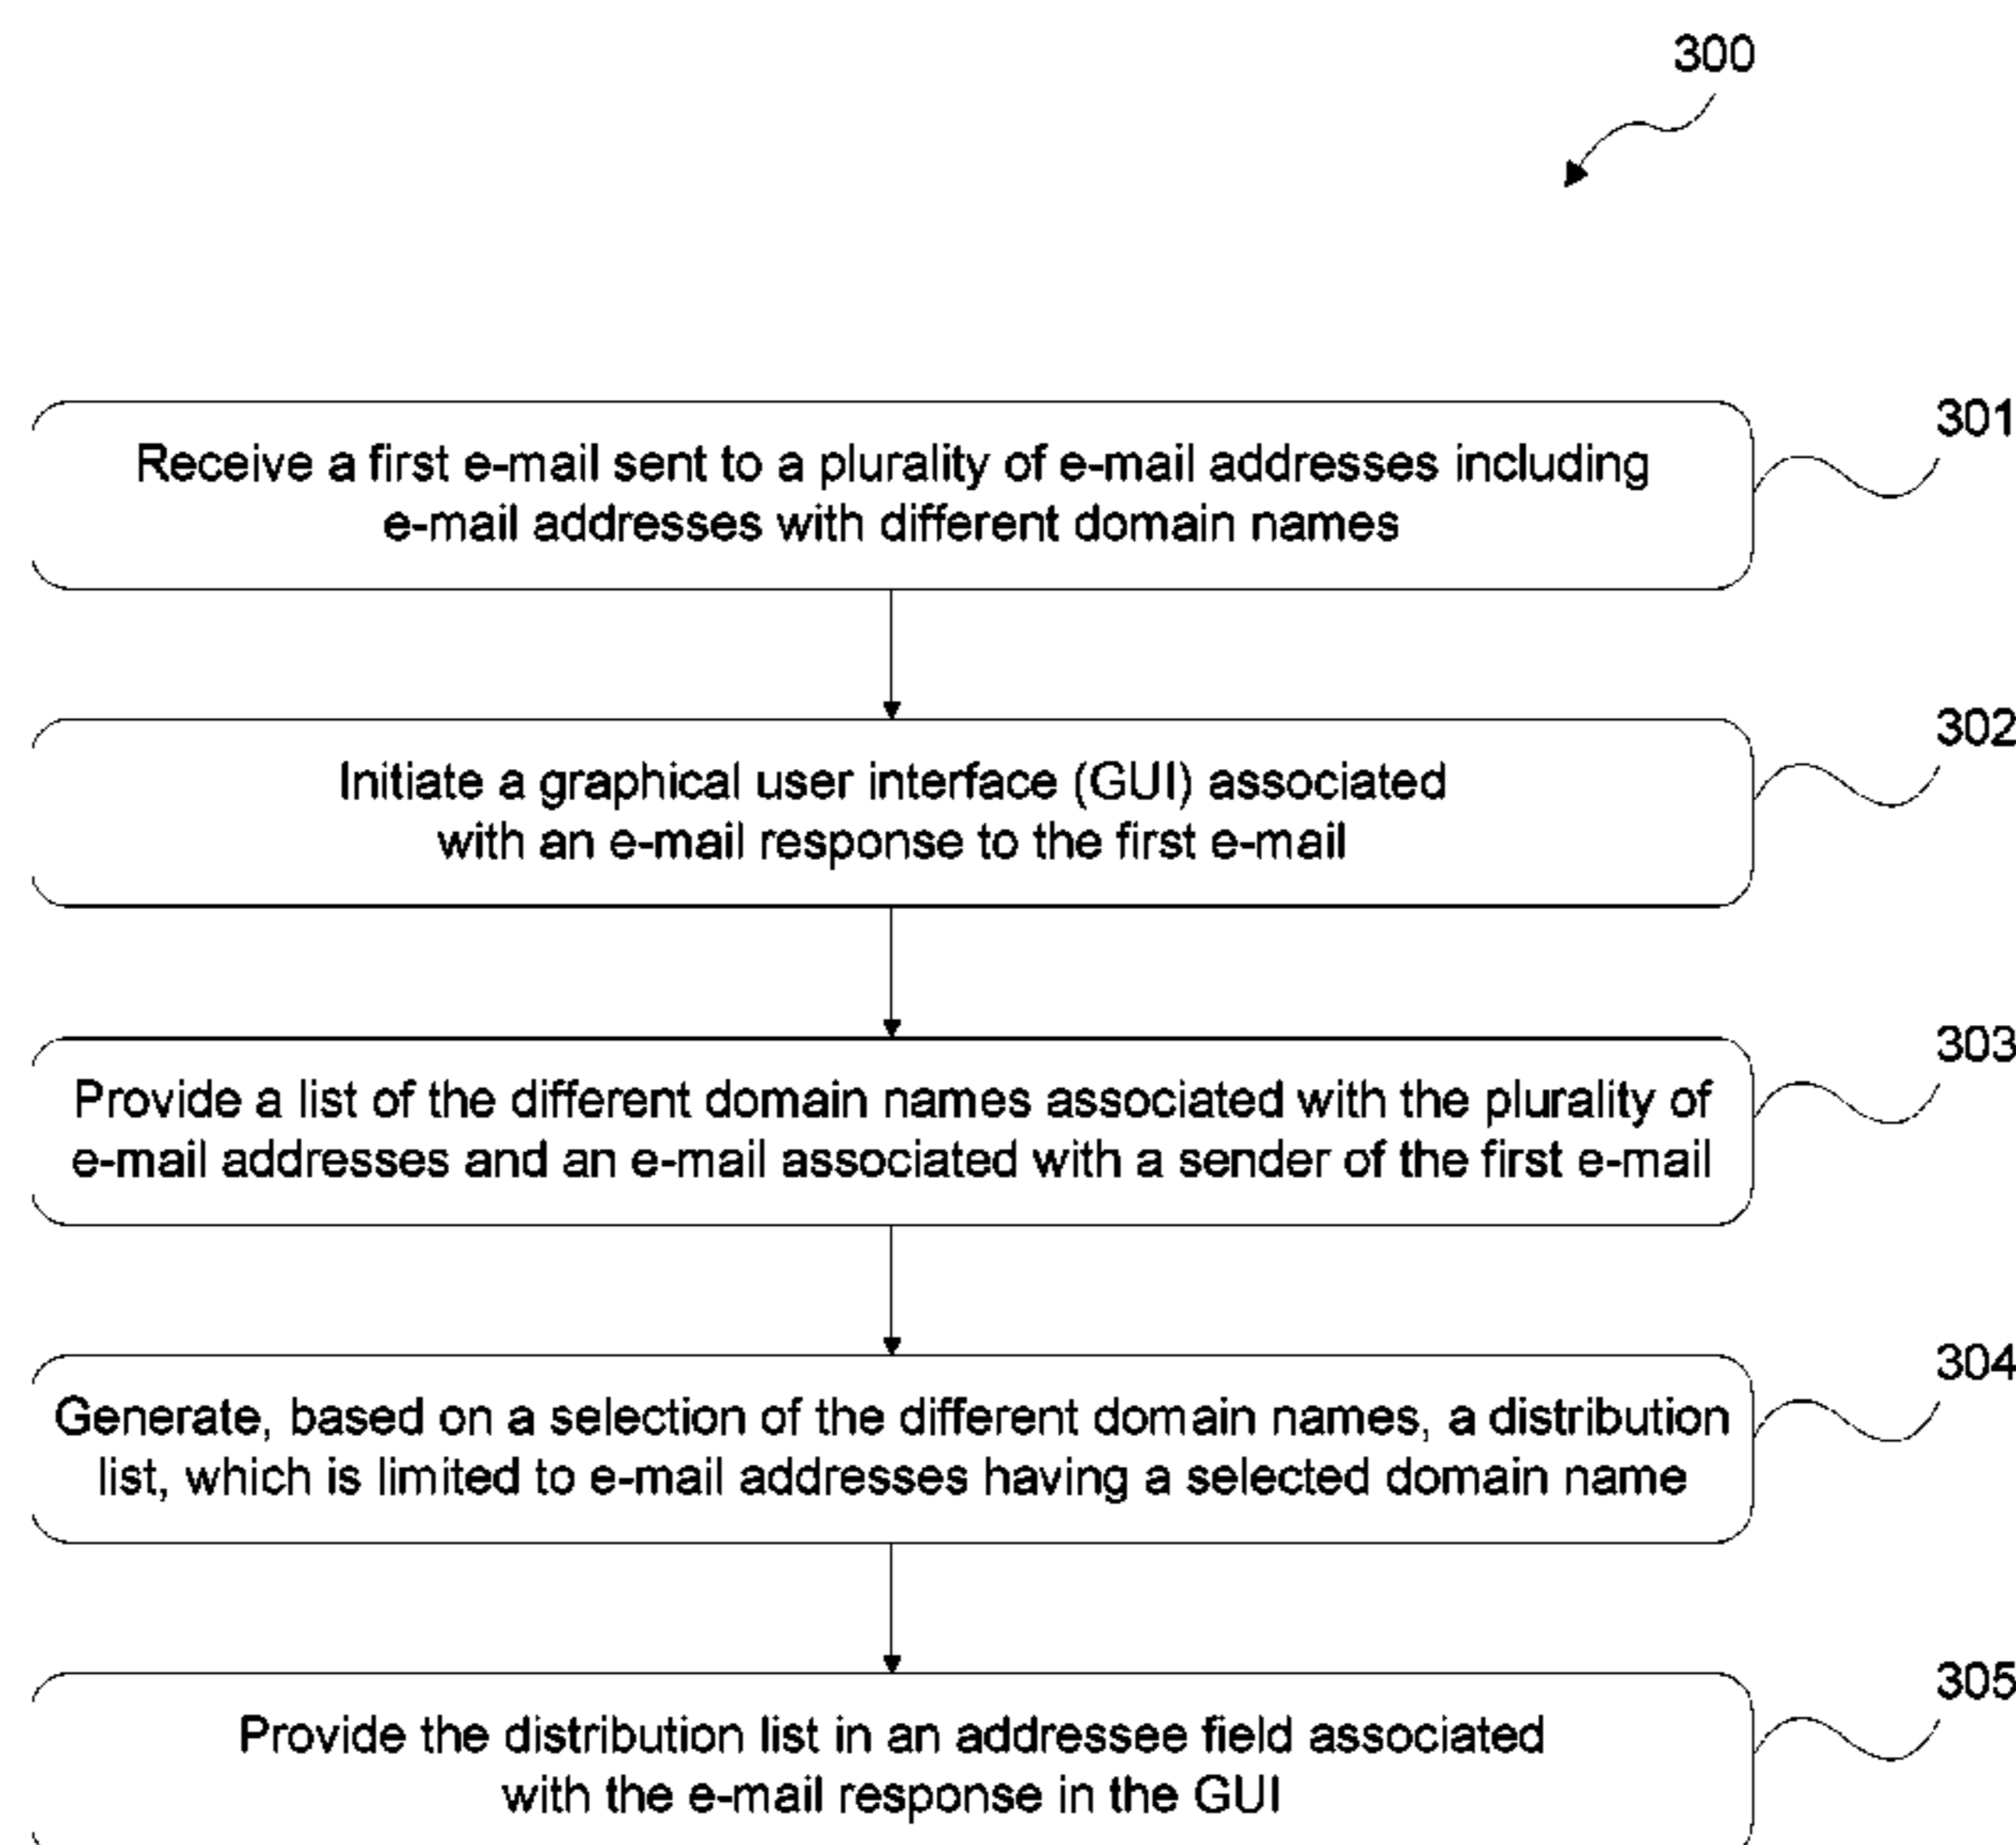 300
301
Receive a first e-mail sent to a plurality of e-mail addresses including
e-mail addresses with different domain names
302
Initiate a graphical user interface (GUI) associated
with an e-mail response to the first e-mail
303
Provide a list of the different domain names associated with the plurality of
e-mail addresses and an e-mail associated with a sender of the first e-mail
304
Generate, based on a selection of the different domain names, a distribution
list, which is limited to e-mail addresses having a selected domain name
305
Provide the distribution list in an addressee field associated
with the e-mail response in the GUI